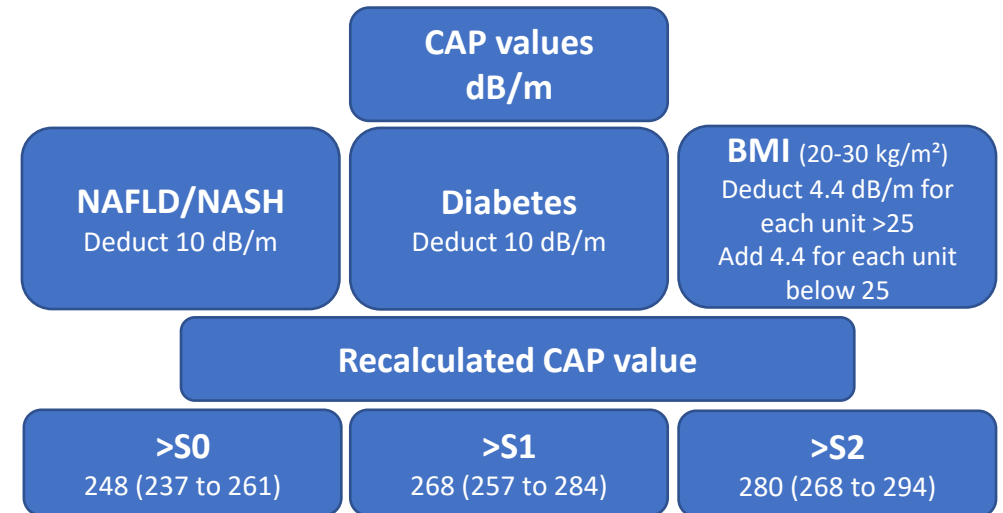 CAP values
dB/m
NAFLD/NASH
Deduct 10 dB/m
Diabetes
Deduct 10 dB/m
BMI (20-30 kg/m²)
Deduct 4.4 dB/m for
each unit >25
Add 4.4 for each unit
below 25
Recalculated CAP value
>S0
248 (237 to 261)
>S1
268 (257 to 284)
>S2
280 (268 to 294)